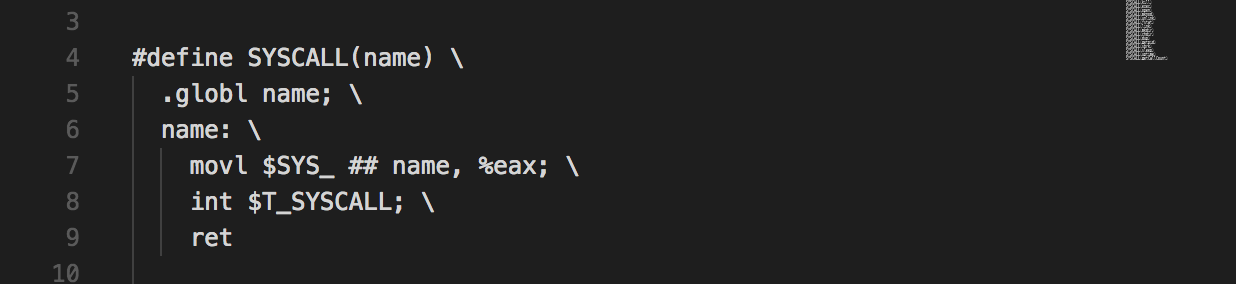 3
4 #define SYSCALL(name) \
5 .globl name; \
6 name: \
7 movl $SYS_ ## name, %eax; \
8 int $T_SYSCALL; \
9 ret
10